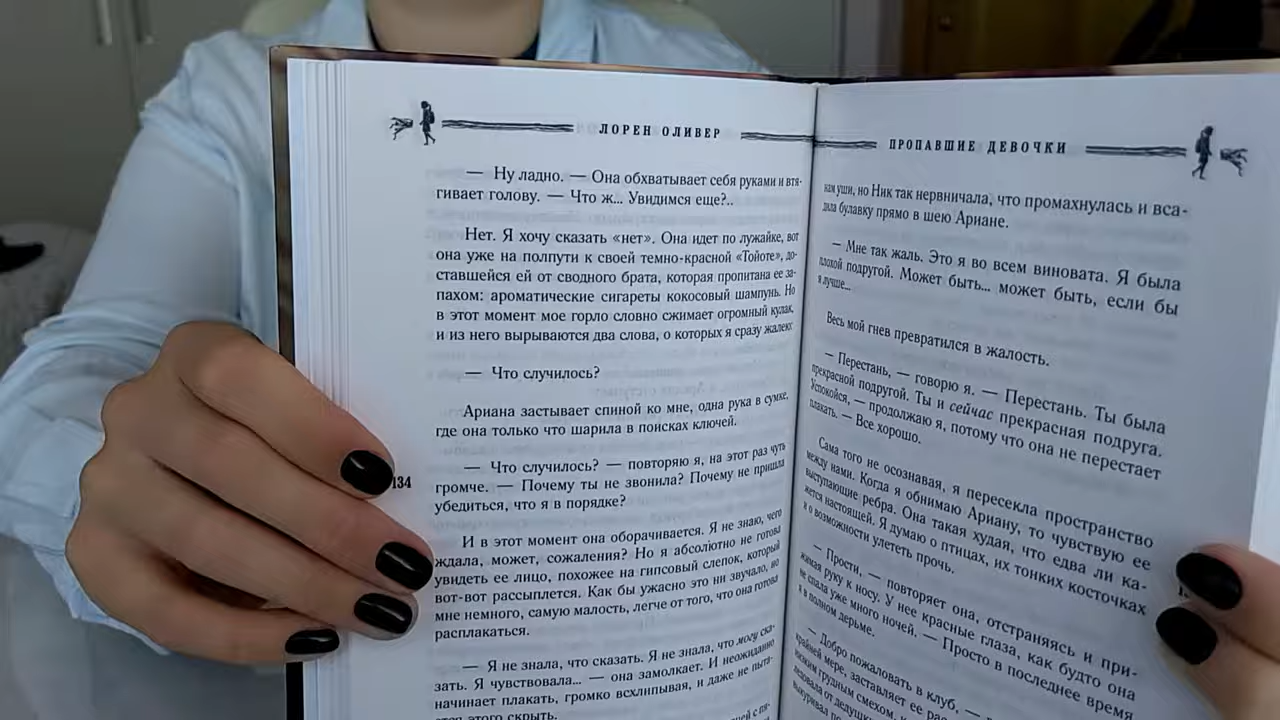 ЛОРЕН ОЛИВЕР
— Ну ладно. — Она обхватывает себя руками и втя-
гивает голову. — Что ж... Увидимся еще?..
Нет. Я хочу сказать «нет». Она идет по лужайке, вот
она уже на полпути к своей темно-красной «Тойоте», до-
ставшейся ей от сводного брата, которая пропитана ее за-
пахом: ароматические сигареты кокосовый шампунь. Но
в этот момент мое горло словно сжимает огромный кулак,
и из него вырываются два слова, о которых я сразу жалею:
— Что случилось?
Ариана застывает спиной ко мне, одна рука в сумке,
где она только что шарила в поисках ключей.
— Что случилось? — повторяю я, на этот раз чуть
громче. — Почему ты не звонила? Почему не пришла
убедиться, что я в порядке?
134
И в этот момент она оборачивается. Я не знаю, чего
ждала, может, сожаления? Но я абсолютно не готова
увидеть ее лицо, похожее на гипсовый слепок, который
вот-вот рассыплется. Как бы ужасно это ни звучало, но
мне немного, самую малость, легче от того, что она готова
расплакаться.
— Я не знала, что сказать. Я не знала, что могу ска-
зать. Я чувствовала... — она замолкает. И неожиданно
начинает плакать, громко всхлипывая, и даже не пыта-
ется этого скрыть.
ПРОПАВШИЕ ДЕВОЧКИ
нам уши, но Ник так нервничала, что промахнулась и вса-
дила булавку прямо в шею Ариане.
— Мне так жаль. Это я во всем виновата. Я была
плохой подругой. Может быть... может быть, если бы
я лучше...
Весь мой гнев превратился в жалость.
— Перестань, — говорю я. — Перестань. Ты была
прекрасной подругой. Ты и сейчас прекрасная подруга.
Успокойся, — продолжаю я, потому что она не перестает
плакать. — Все хорошо.
Сама того не осознавая, я пересекла пространство
между нами. Когда я обнимаю Ариану, то чувствую ее
выступающие ребра. Она такая худая, что едва ли ка-
жется настоящей. Я думаю о птицах, их тонких косточках
и о возможности улететь прочь.
— Прости, — повторяет она, отстраняясь и при-
жимая руку к носу. У нее красные глаза, как будто она
не спала уже много ночей. — Просто в последнее время
я в полном дерьме.
— Добро пожаловать в клуб, —
крайней мере, заставляет ее
низким грудным смехом,
от дедушки